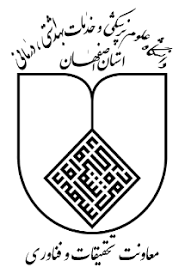 دانشگاه علوم پزشکی و خدمات بهداشتی، درمانی
استان اصفهان
معاونت تحقیقات و فناوری